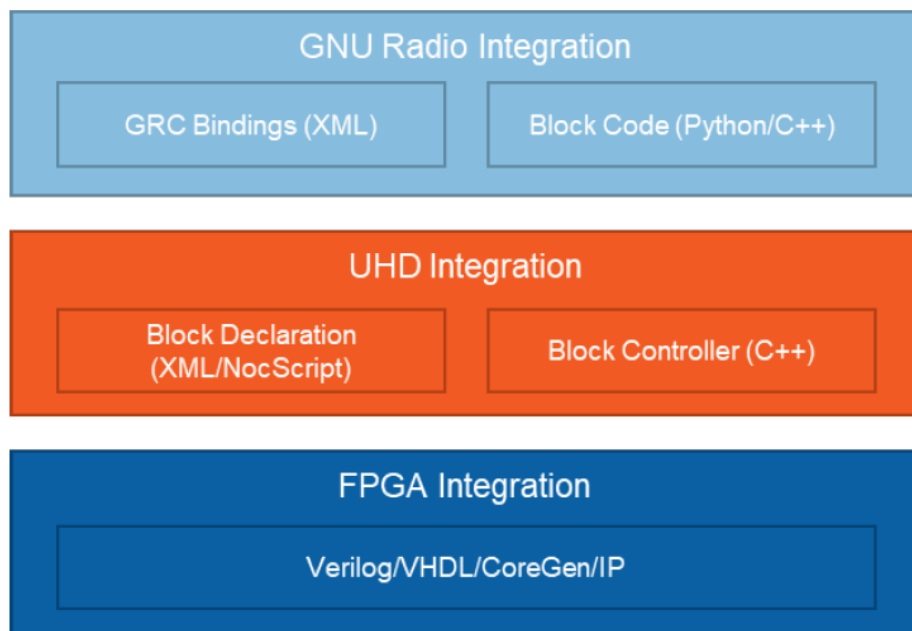 GNU Radio Integration
GRC Bindings (XML)
Block Code (Python/C++)
UHD Integration
Block Declaration
(XML/NocScript)
Block Controller (C++)
FPGA Integration
Verilog/VHDL/CoreGen/IP